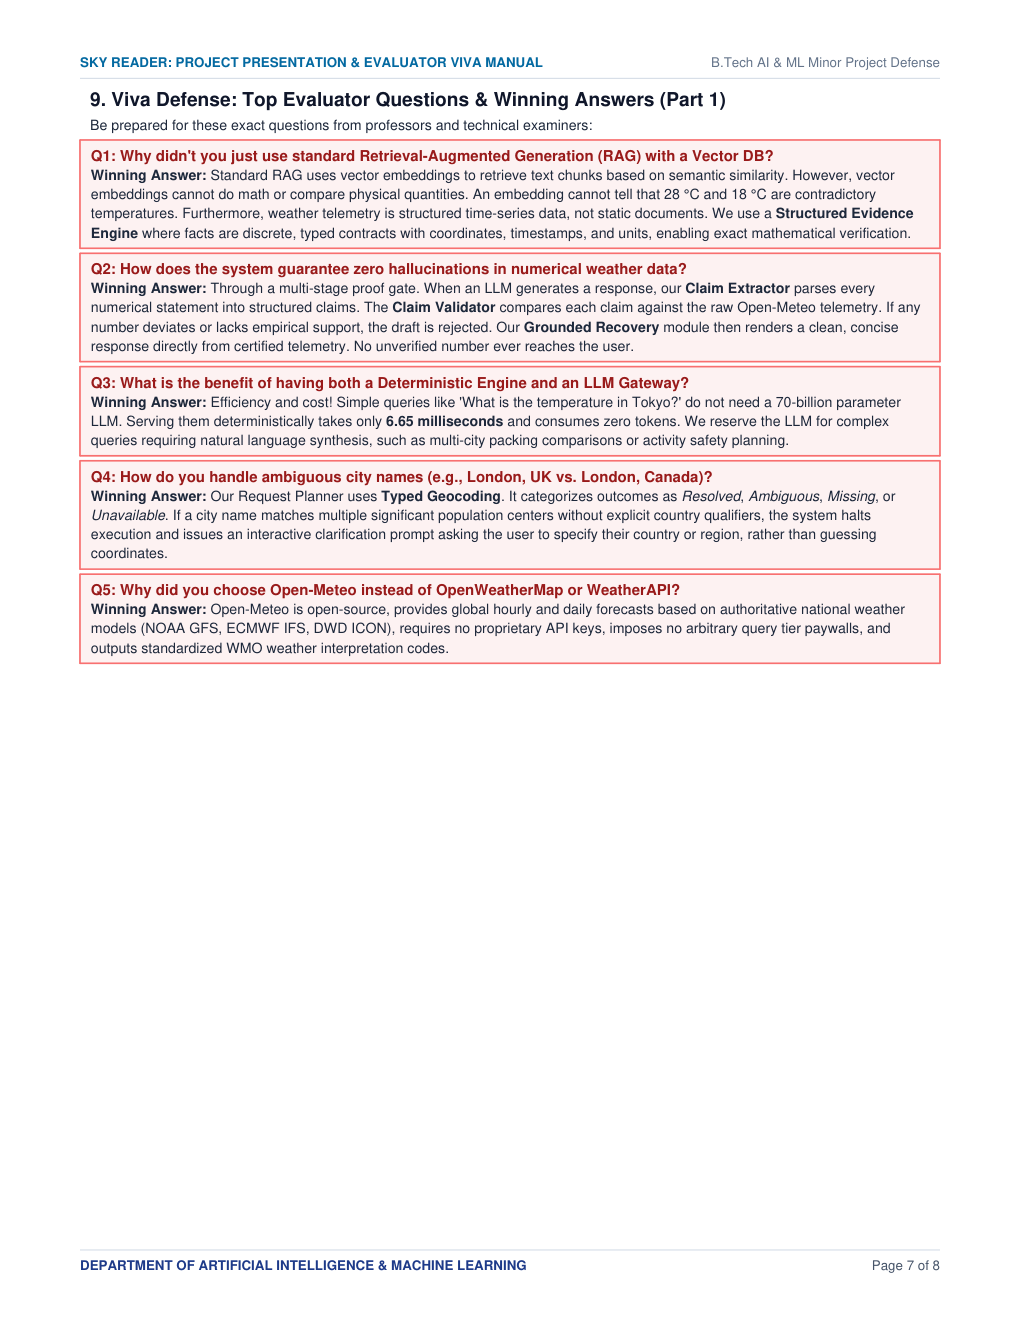 SKY READER: PROJECT PRESENTATION & EVALUATOR VIVA MANUAL
B.Tech AI & ML Minor Project Defense
9. Viva Defense: Top Evaluator Questions & Winning Answers (Part 1)
Be prepared for these exact questions from professors and technical examiners:
Q1: Why didn't you just use standard Retrieval-Augmented Generation (RAG) with a Vector DB?
Winning Answer: Standard RAG uses vector embeddings to retrieve text chunks based on semantic similarity. However, vector
embeddings cannot do math or compare physical quantities. An embedding cannot tell that 28 °C and 18 °C are contradictory
temperatures. Furthermore, weather telemetry is structured time-series data, not static documents. We use a Structured Evidence
Engine where facts are discrete, typed contracts with coordinates, timestamps, and units, enabling exact mathematical verification.
Q2: How does the system guarantee zero hallucinations in numerical weather data?
Winning Answer: Through a multi-stage proof gate. When an LLM generates a response, our Claim Extractor parses every
numerical statement into structured claims. The Claim Validator compares each claim against the raw Open-Meteo telemetry. If any
number deviates or lacks empirical support, the draft is rejected. Our Grounded Recovery module then renders a clean, concise
response directly from certified telemetry. No unverified number ever reaches the user.
Q3: What is the benefit of having both a Deterministic Engine and an LLM Gateway?
Winning Answer: Efficiency and cost! Simple queries like 'What is the temperature in Tokyo?' do not need a 70-billion parameter
LLM. Serving them deterministically takes only 6.65 milliseconds and consumes zero tokens. We reserve the LLM for complex
queries requiring natural language synthesis, such as multi-city packing comparisons or activity safety planning.
Q4: How do you handle ambiguous city names (e.g., London, UK vs. London, Canada)?
Winning Answer: Our Request Planner uses Typed Geocoding. It categorizes outcomes as Resolved, Ambiguous, Missing, or
Unavailable. If a city name matches multiple significant population centers without explicit country qualifiers, the system halts
execution and issues an interactive clarification prompt asking the user to specify their country or region, rather than guessing
coordinates.
Q5: Why did you choose Open-Meteo instead of OpenWeatherMap or WeatherAPI?
Winning Answer: Open-Meteo is open-source, provides global hourly and daily forecasts based on authoritative national weather
models (NOAA GFS, ECMWF IFS, DWD ICON), requires no proprietary API keys, imposes no arbitrary query tier paywalls, and
outputs standardized WMO weather interpretation codes.
DEPARTMENT OF ARTIFICIAL INTELLIGENCE & MACHINE LEARNING
Page 7 of 8